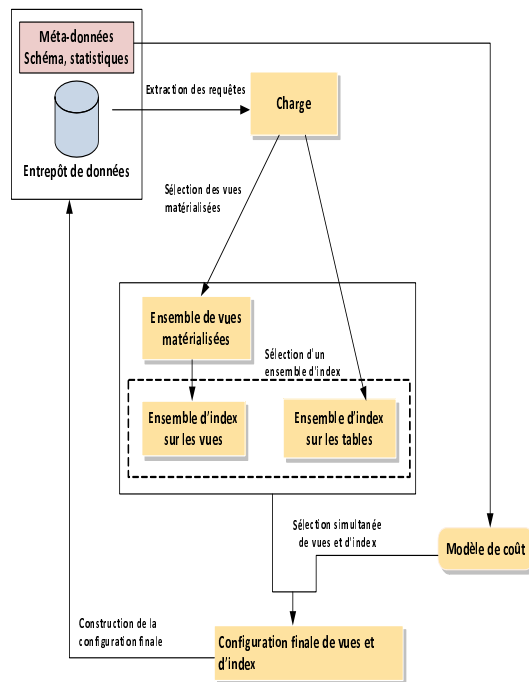 Méta-données
Schéma, statistiques
Extraction des requêtes
Charge
Entrepôt de données
Sélection des vues
matérialisées
Ensemble de vues
matérialisées
Sélection d'un
ensemble d'index
Ensemble d'index
sur les vues
Ensemble d'index
sur les tables
Sélection simultanée
de vues et d'index
Modèle de coût
Construction de la
configuration finale
Configuration finale de vues et
d'index